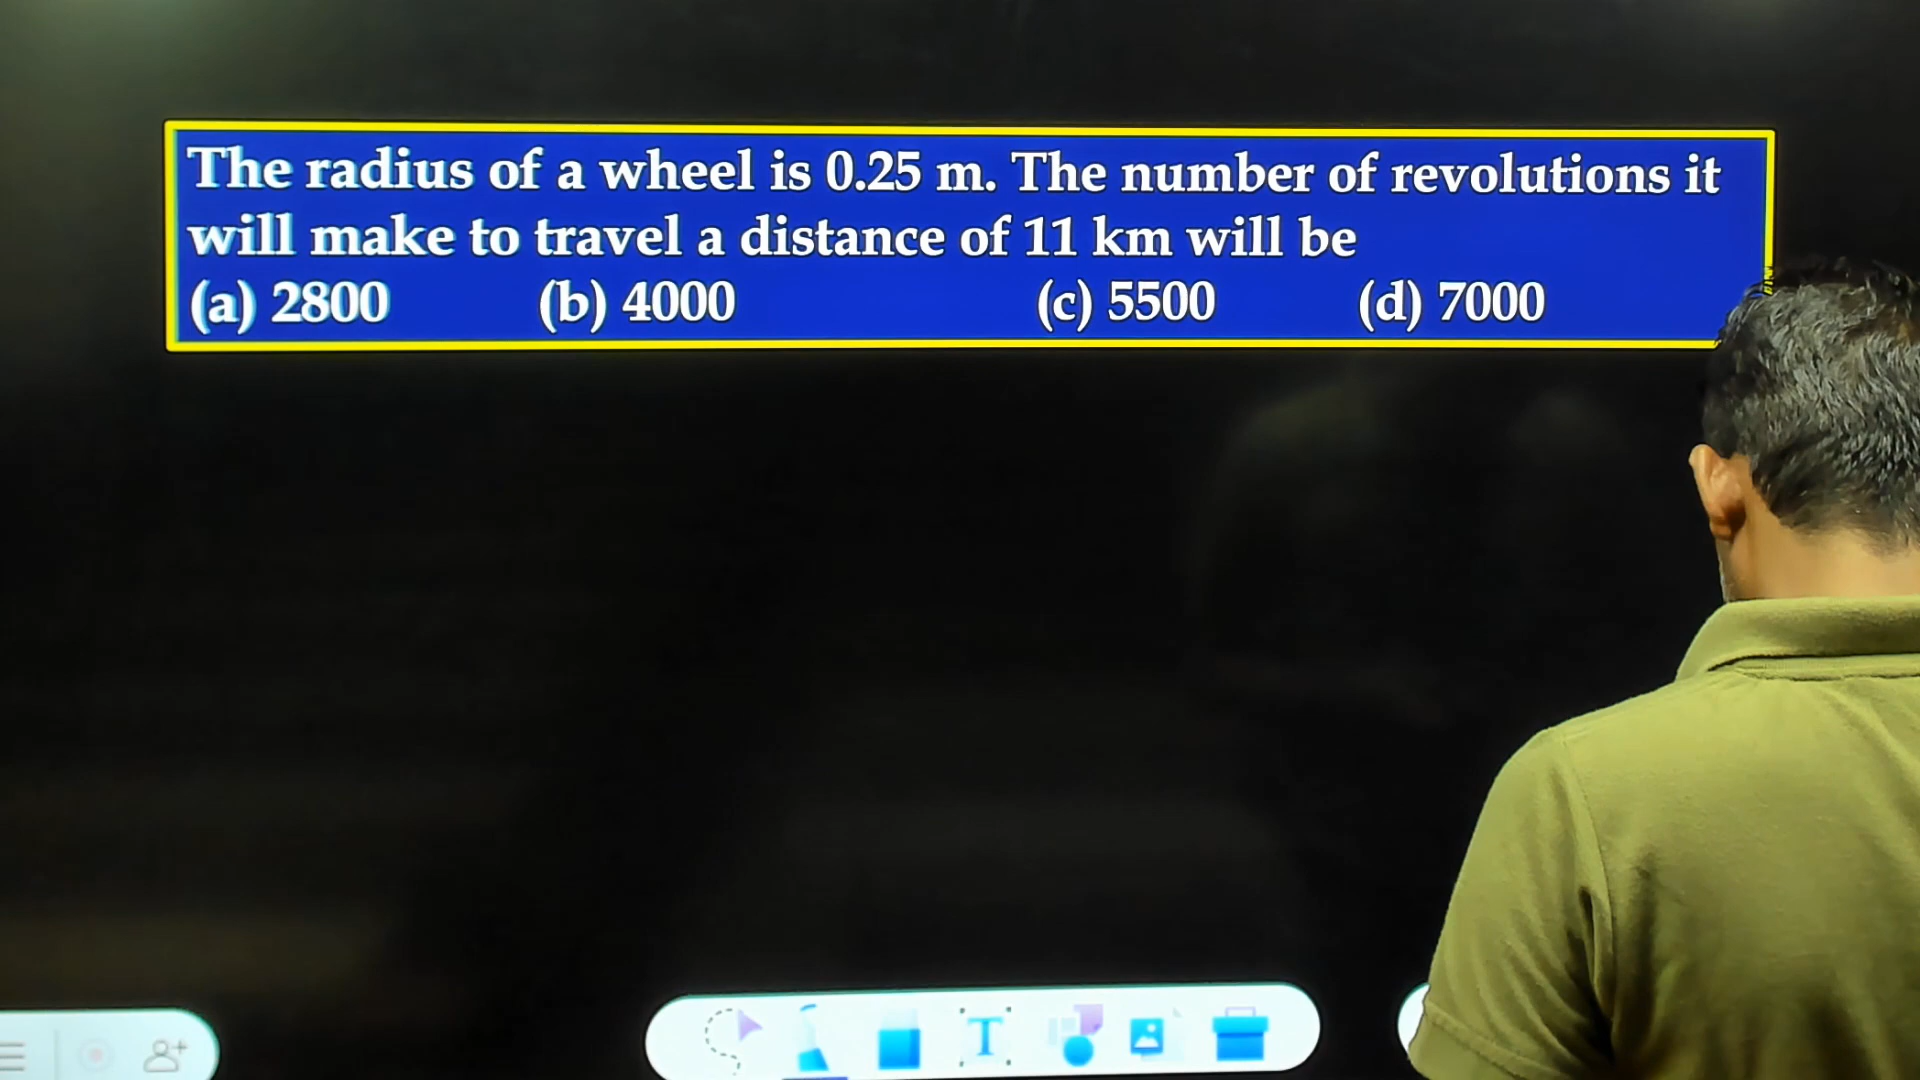 The radius of a wheel is 0.25 m. The number of revolutions it
will make to travel a distance of 11 km will be
(a) 2800 (b) 4000 (c) 5500 (d) 7000
T